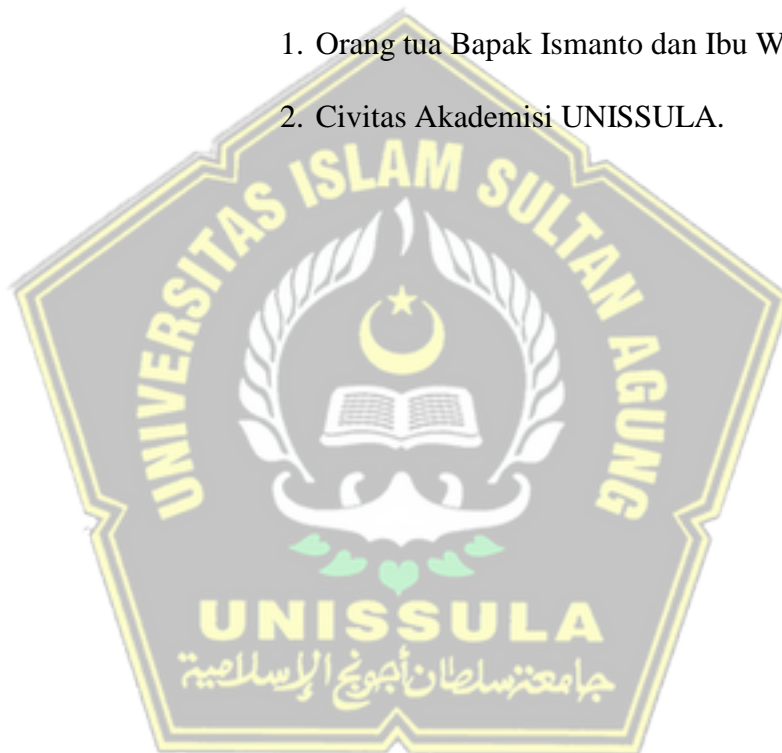 1. Orang tua Bapak Ismanto dan Ibu W
2. Civitas Akademisi UNISSULA.
UNIVERSITAS ISLAM SULTAN AGUNG
UNISSULA
جامعة سلطان أجونج الإسلامية